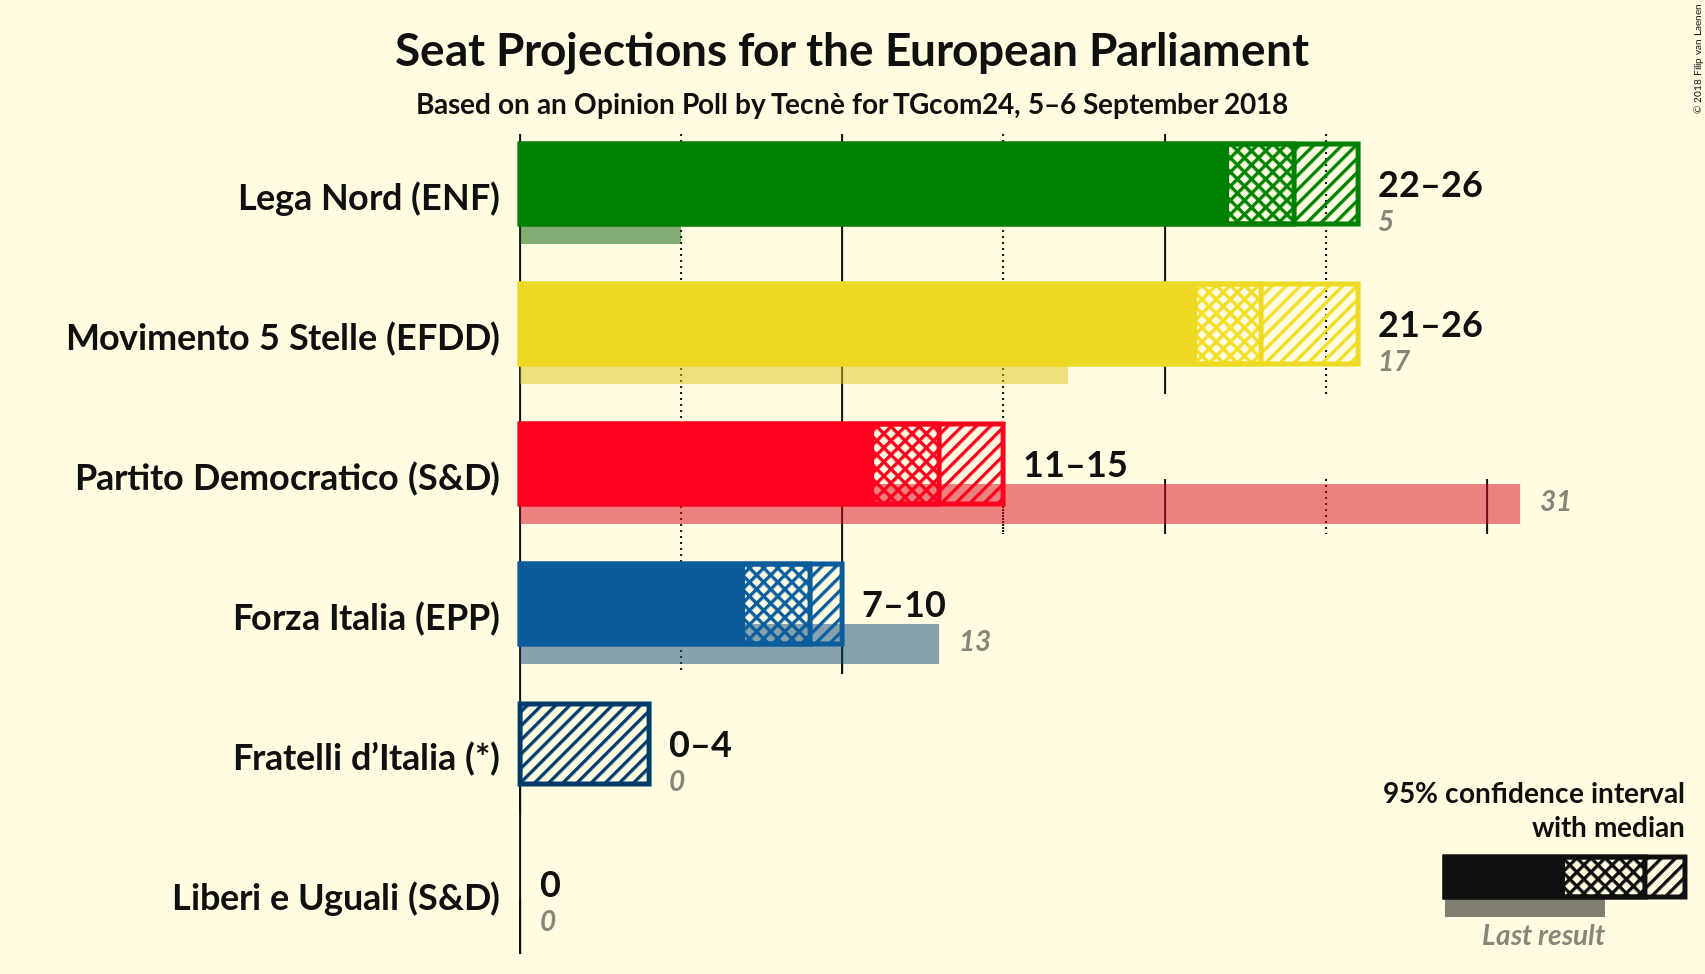 Seat Projections for the European Parliament
Based on an Opinion Poll by Tecnè for TGcom24, 5–6 September 2018
© 2018 Filip van Laenen
Lega Nord (ENF)
22–26
5
Movimento 5 Stelle (EFDD)
21–26
17
Partito Democratico (S&D)
11–15
31
Forza Italia (EPP)
7–10
13
Fratelli d’Italia (*)
0–4
0
Liberi e Uguali (S&D)
0
0
95% confidence interval
with median
Last result